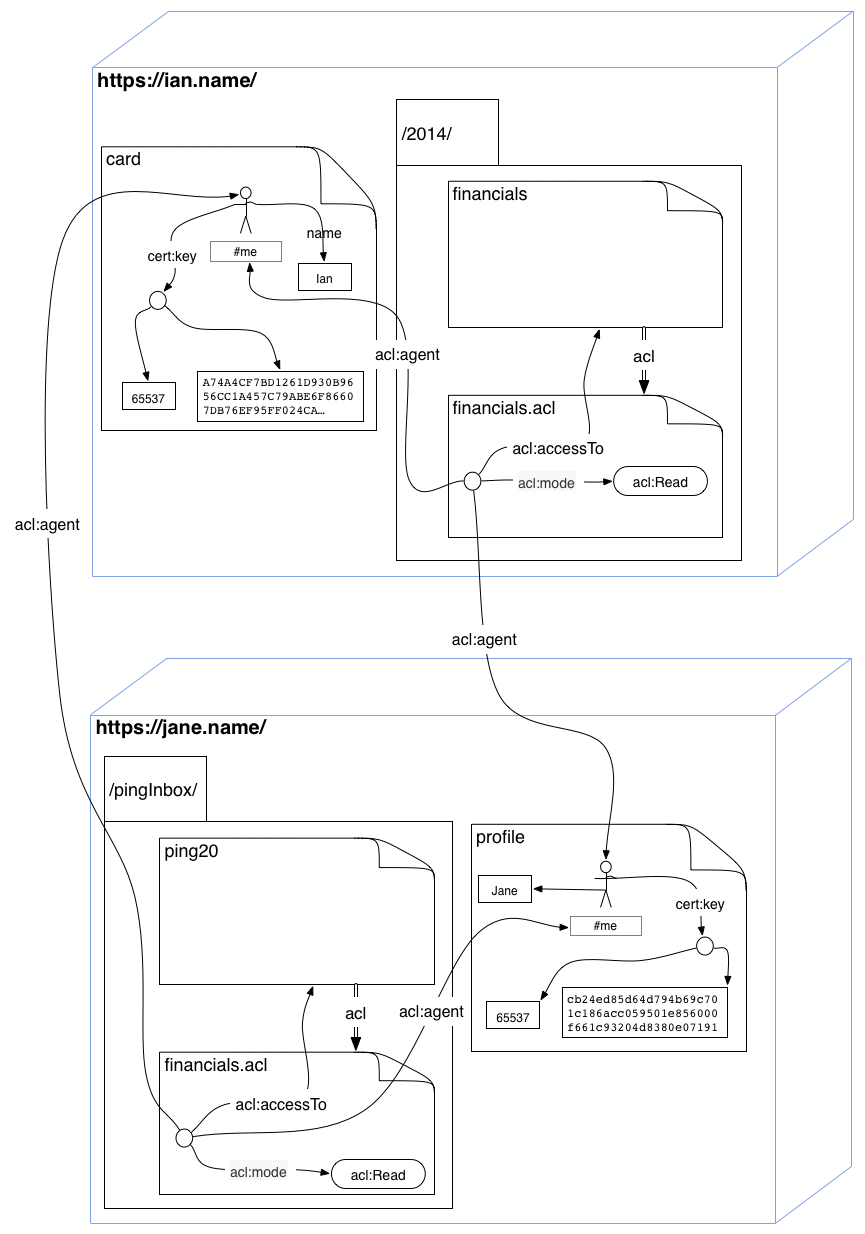 https://ian.name/
/2014/
card
financials
name
cert:key
#me
Ian
acl:agent
acl
65537
A74A4CF7BD1261D930B96
56CC1A457C79ABE6F8660
7DB76EF95FF024CA…
financials.acl
acl:accessTo
acl:mode
acl:Read
acl:agent
acl:agent
https://jane.name/
/pingInbox/
ping20
profile
Jane
cert:key
#me
65537
cb24ed85d64d794b69c70
1c186acc059501e856000
f661c93204d8380e07191
acl
acl:agent
financials.acl
acl:accessTo
acl:mode
acl:Read